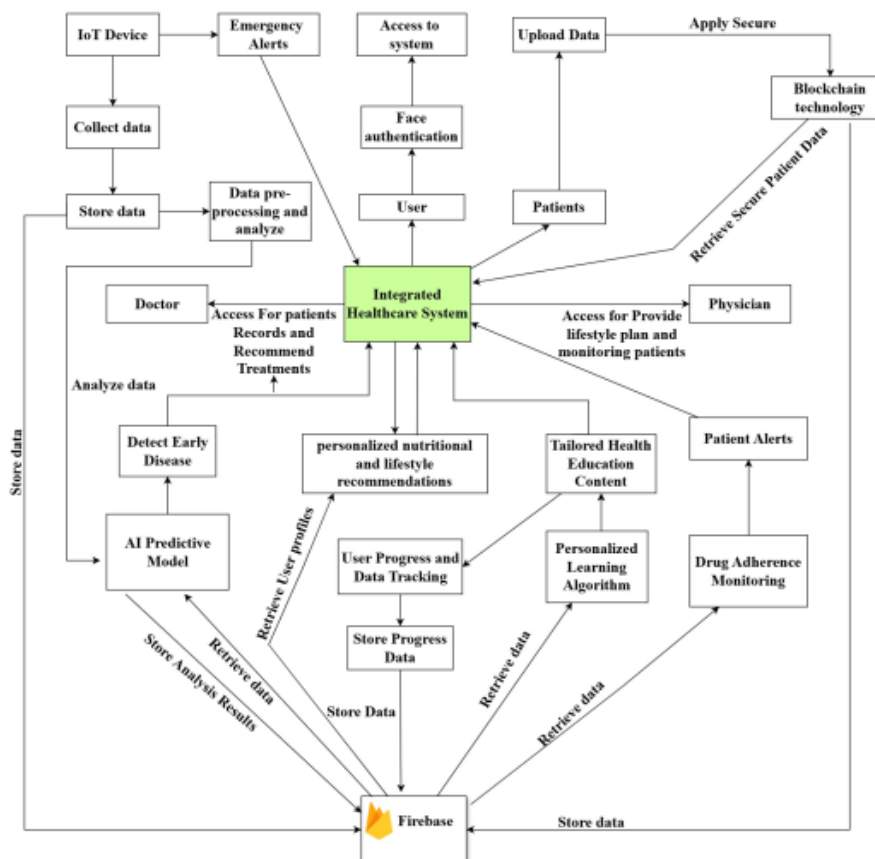 IoT Device
Emergency
Alerts
Access to
system
Upload Data
Apply Secure
Blockchain
technology
Collect data
Face
authentication
Retrieve Secure Patient Data
Store data
Data pre-
processing and
analyze
User
Patients
Doctor
Integrated
Healthcare System
Physician
Access For patients
Records and
Recommend
Treatments
Access for Provide
lifestyle plan and
monitoring patients
Analyze data
Store data
Detect Early
Disease
personalized nutritional
and lifestyle
recommendations
Tailored Health
Education
Content
Patient Alerts
AI Predictive
Model
Retrieve User profiles
User Progress and
Data Tracking
Personalized
Learning
Algorithm
Drug Adherence
Monitoring
Store Progress
Data
Store Analysis Results
Retrieve data
Store Data
Retrieve data
Retrieve data
Firebase
Store data